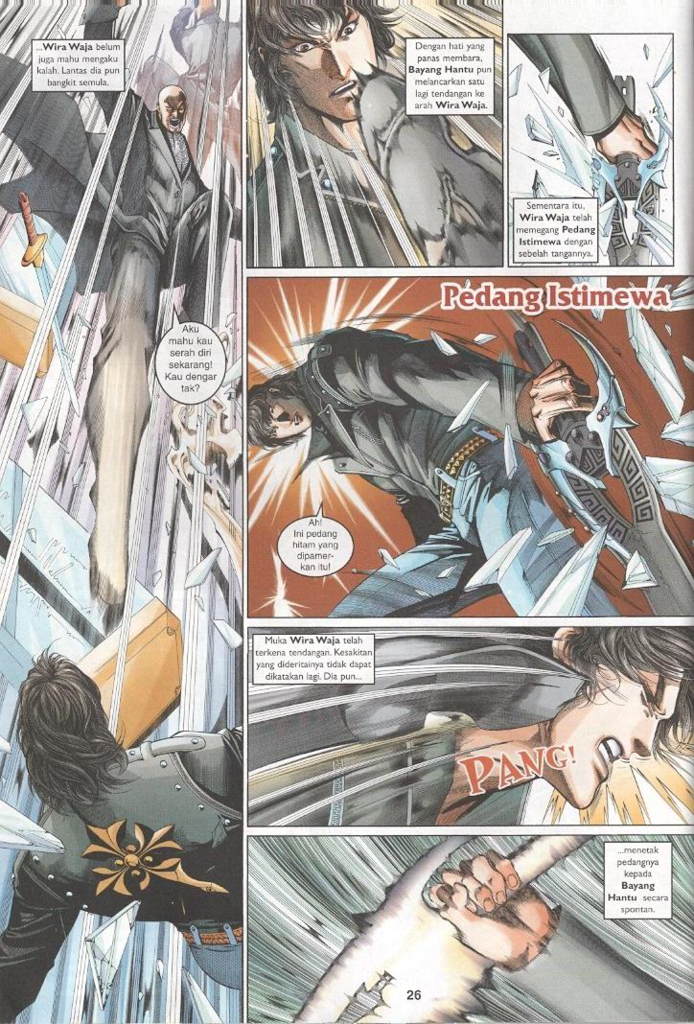 ...Wira Waja belum
juga mahu mengaku
kalah. Lantas dia pun
bangkit semula.
Aku
mahu kau
serah diri
sekarang!
Kau dengar
tak?
Dengan hati yang
panas membara,
Bayang Hantu pun
melancarkan satu
lagi tendangan ke
arah Wira Waja.
Sementara itu,
Wira Waja telah
memegang Pedang
Istimewa dengan
sebelah tangannya.
Pedang Istimewa
Ah!
Ini pedang
hitam yang
dipamer-
kan itu!
Muka Wira Waja telah
terkena tendangan. Kesakitan
yang dideritainya tidak dapat
dikatakan lagi. Dia pun...
PANG!
...menetak
pedangnya
kepada
Bayang
Hantu secara
spontan.
26